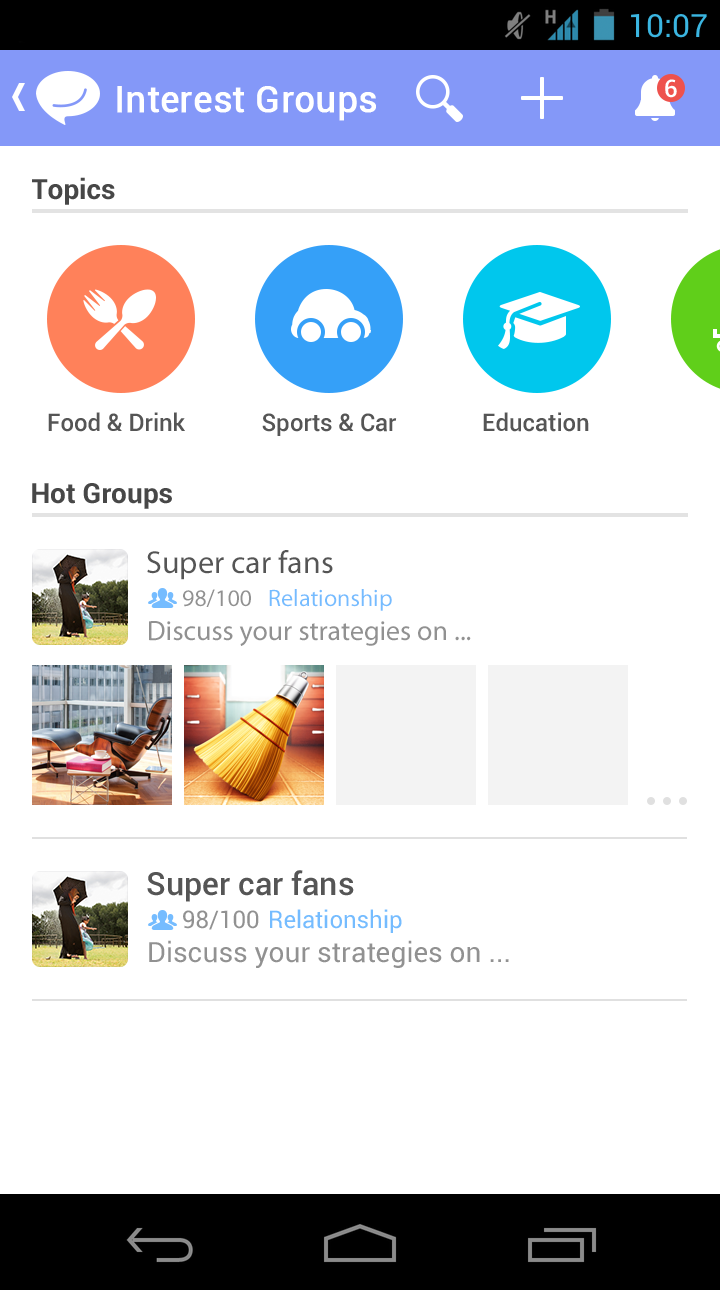 H 10:07
Interest Groups 6
Topics
Food & Drink Sports & Car Education
Hot Groups
Super car fans
98/100 Relationship
Discuss your strategies on ...
Super car fans
98/100 Relationship
Discuss your strategies on ...